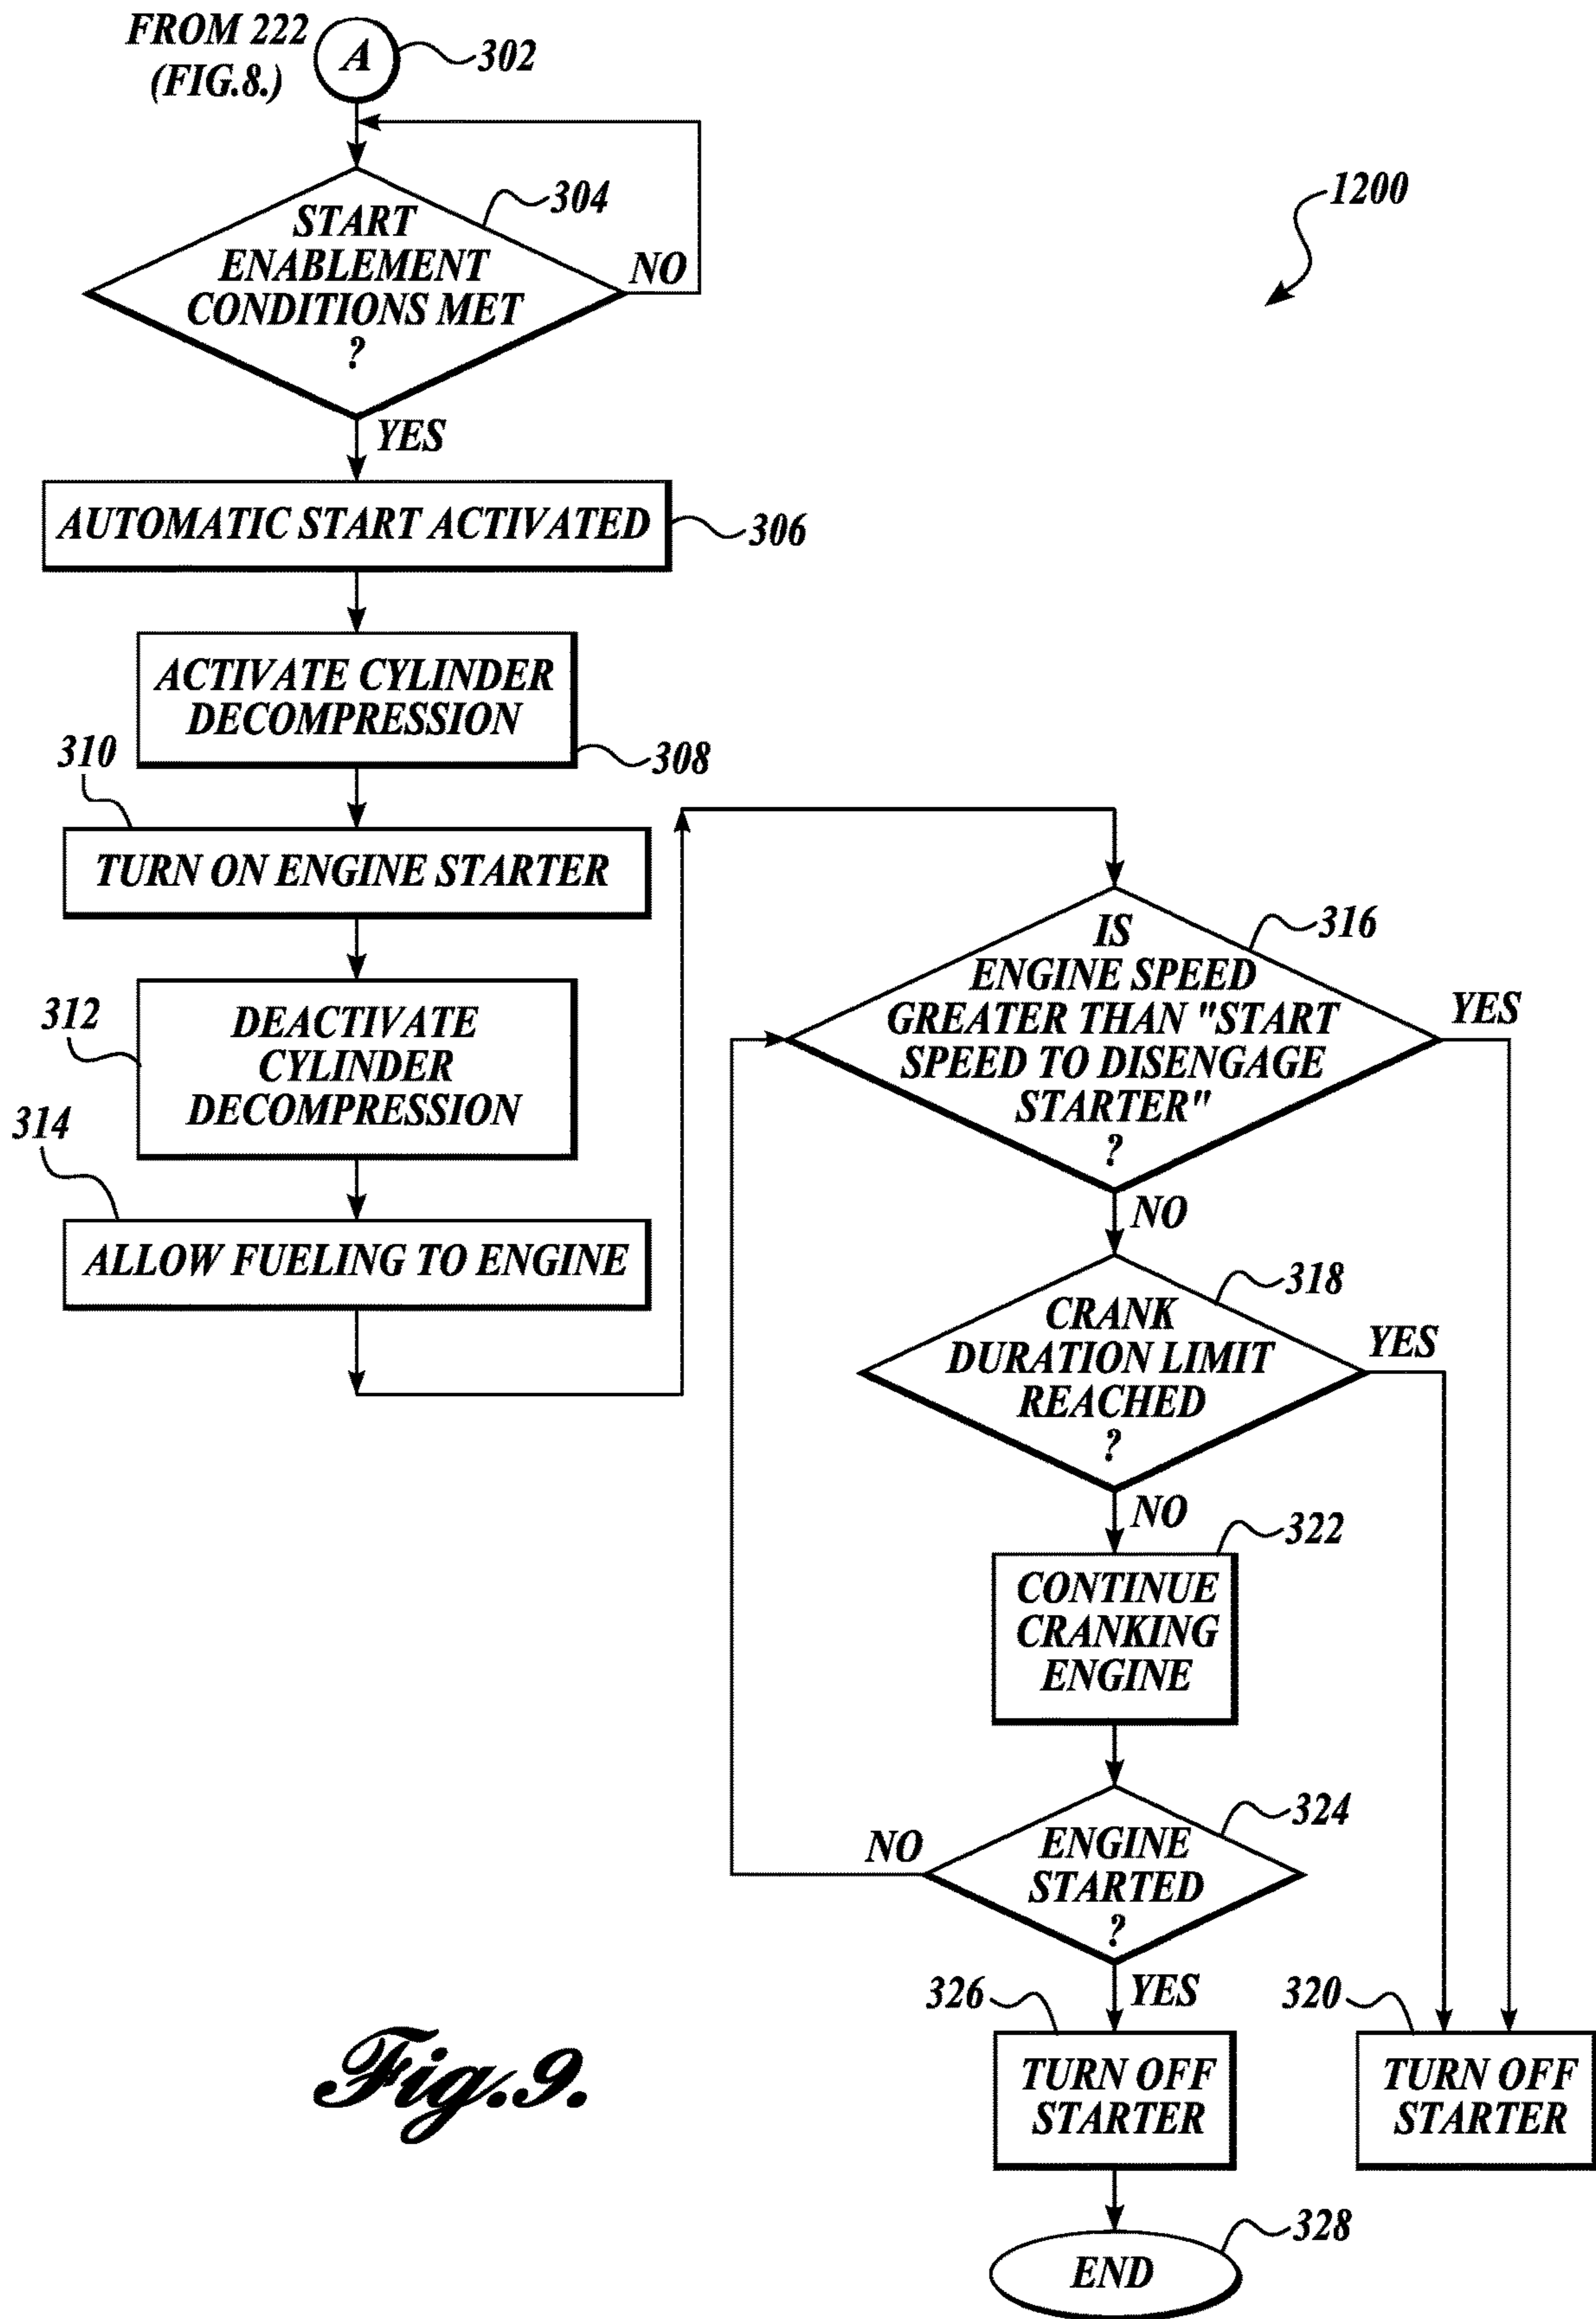 FROM 222
(FIG.8.)
A
302
304
START
ENABLEMENT
CONDITIONS MET
?
NO
YES
1200
AUTOMATIC START ACTIVATED
306
ACTIVATE CYLINDER
DECOMPRESSION
308
310
TURN ON ENGINE STARTER
312
DEACTIVATE
CYLINDER
DECOMPRESSION
314
ALLOW FUELING TO ENGINE
316
IS
ENGINE SPEED
GREATER THAN "START
SPEED TO DISENGAGE
STARTER"
?
YES
NO
318
CRANK
DURATION LIMIT
REACHED
?
YES
NO
322
CONTINUE
CRANKING
ENGINE
324
ENGINE
STARTED
?
NO
YES
326
TURN OFF
STARTER
320
TURN OFF
STARTER
328
END
Fig.9.